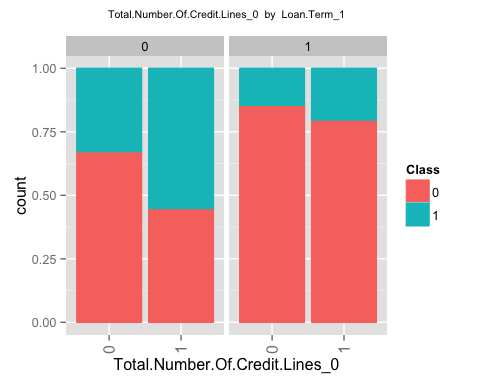 Total.Number.Of.Credit.Lines_0 by Loan.Term_1
0 1
1.00
0.75
0.50
0.25
0.00
count
0 1 0 1
Total.Number.Of.Credit.Lines_0
Class
0
1